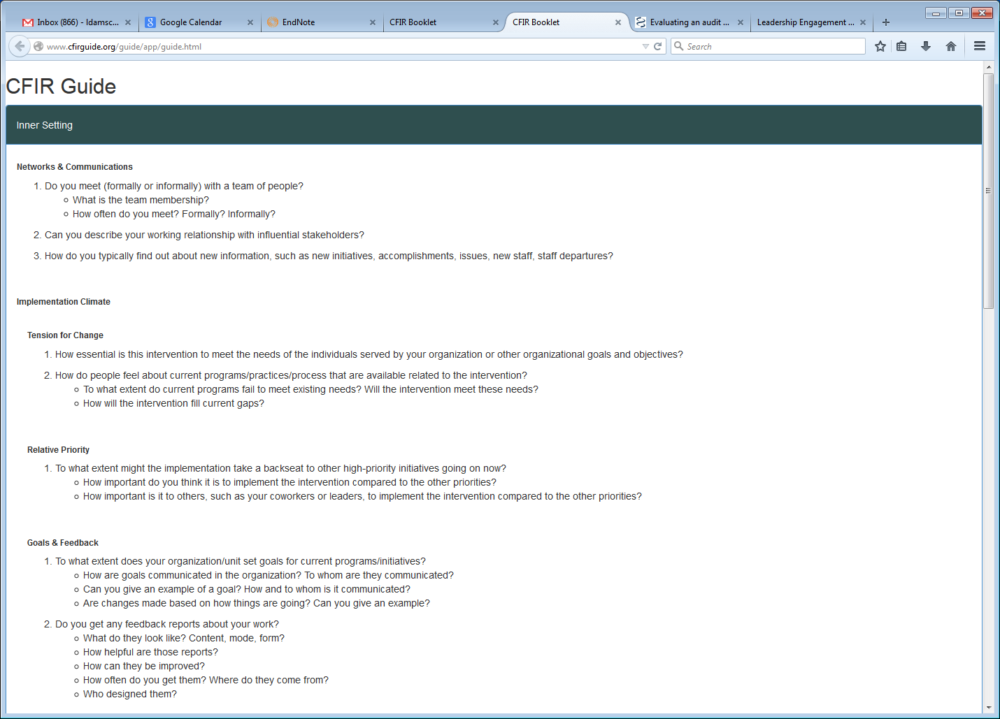 Inbox (866) - ldamsc...
Google Calendar
EndNote
CFIR Booklet
CFIR Booklet
Evaluating an audit ...
Leadership Engagement ...
www.cfirguide.org/guide/app/guide.html
Search
CFIR Guide
Inner Setting
Networks & Communications
1. Do you meet (formally or informally) with a team of people?
What is the team membership?
How often do you meet? Formally? Informally?
2. Can you describe your working relationship with influential stakeholders?
3. How do you typically find out about new information, such as new initiatives, accomplishments, issues, new staff, staff departures?
Implementation Climate
Tension for Change
1. How essential is this intervention to meet the needs of the individuals served by your organization or other organizational goals and objectives?
2. How do people feel about current programs/practices/process that are available related to the intervention?
To what extent do current programs fail to meet existing needs? Will the intervention meet these needs?
How will the intervention fill current gaps?
Relative Priority
1. To what extent might the implementation take a backseat to other high-priority initiatives going on now?
How important do you think it is to implement the intervention compared to the other priorities?
How important is it to others, such as your coworkers or leaders, to implement the intervention compared to the other priorities?
Goals & Feedback
1. To what extent does your organization/unit set goals for current programs/initiatives?
How are goals communicated in the organization? To whom are they communicated?
Can you give an example of a goal? How and to whom is it communicated?
Are changes made based on how things are going? Can you give an example?
2. Do you get any feedback reports about your work?
What do they look like? Content, mode, form?
How helpful are those reports?
How can they be improved?
How often do you get them? Where do they come from?
Who designed them?